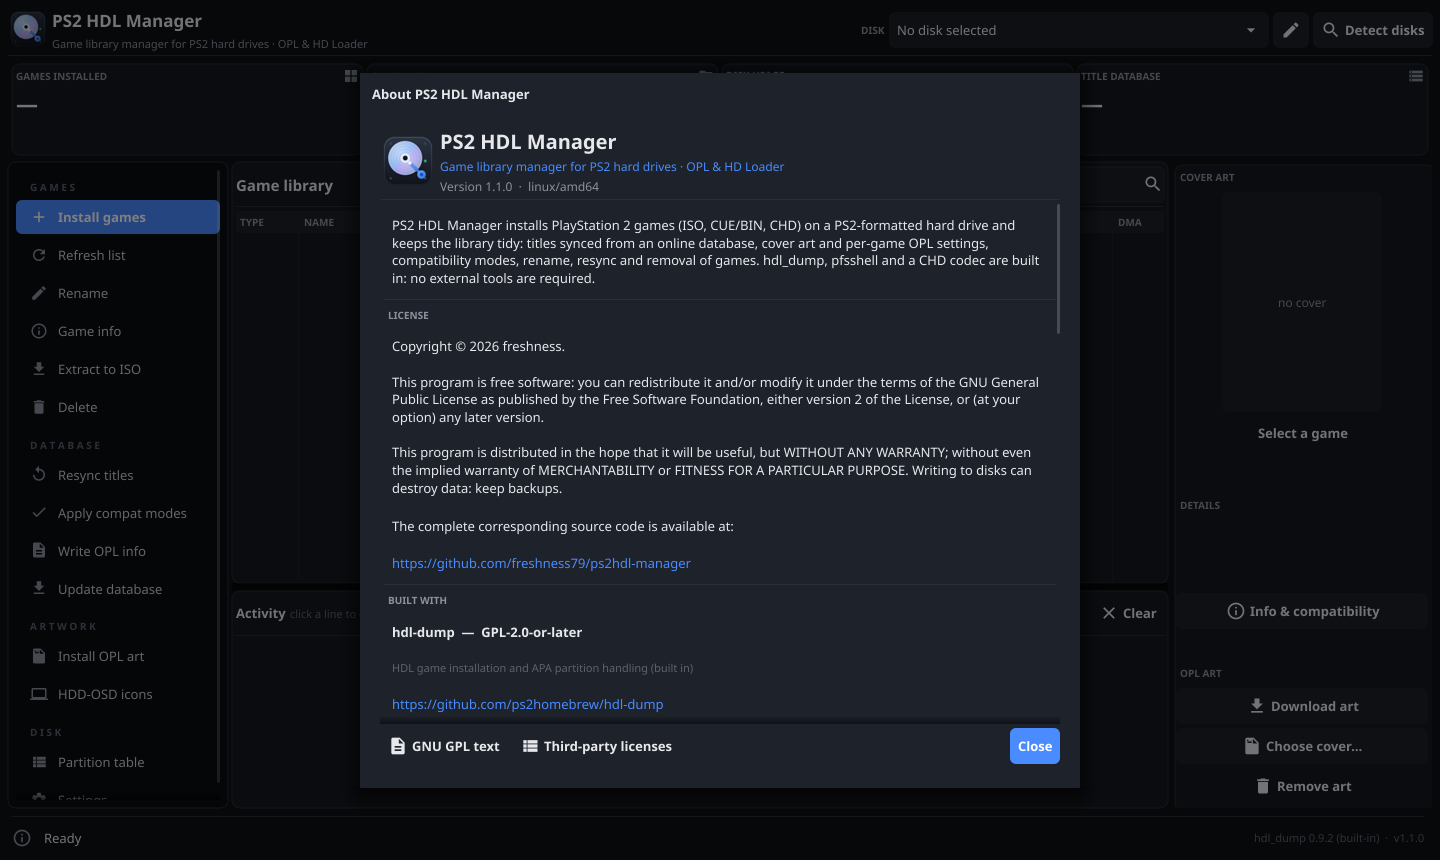 PS2 HDL Manager
Game library manager for PS2 hard drives · OPL & HD Loader
DISK
No disk selected
Detect disks
GAMES INSTALLED
—
TITLE DATABASE
—
GAMES
Install games
Refresh list
Rename
Game info
Extract to ISO
Delete
DATABASE
Resync titles
Apply compat modes
Write OPL info
Update database
ARTWORK
Install OPL art
HDD-OSD icons
DISK
Partition table
Settings
Game library
TYPE
NAME
DMA
Activity click a line to
Clear
About PS2 HDL Manager
PS2 HDL Manager
Game library manager for PS2 hard drives · OPL & HD Loader
Version 1.1.0 · linux/amd64
PS2 HDL Manager installs PlayStation 2 games (ISO, CUE/BIN, CHD) on a PS2-formatted hard drive and
keeps the library tidy: titles synced from an online database, cover art and per-game OPL settings,
compatibility modes, rename, resync and removal of games. hdl_dump, pfsshell and a CHD codec are built
in: no external tools are required.
LICENSE
Copyright © 2026 freshness.
This program is free software: you can redistribute it and/or modify it under the terms of the GNU General
Public License as published by the Free Software Foundation, either version 2 of the License, or (at your
option) any later version.
This program is distributed in the hope that it will be useful, but WITHOUT ANY WARRANTY; without even
the implied warranty of MERCHANTABILITY or FITNESS FOR A PARTICULAR PURPOSE. Writing to disks can
destroy data: keep backups.
The complete corresponding source code is available at:
https://github.com/freshness79/ps2hdl-manager
BUILT WITH
hdl-dump — GPL-2.0-or-later
HDL game installation and APA partition handling (built in)
https://github.com/ps2homebrew/hdl-dump
GNU GPL text
Third-party licenses
Close
COVER ART
no cover
Select a game
DETAILS
Info & compatibility
OPL ART
Download art
Choose cover...
Remove art
Ready
hdl_dump 0.9.2 (built-in) · v1.1.0